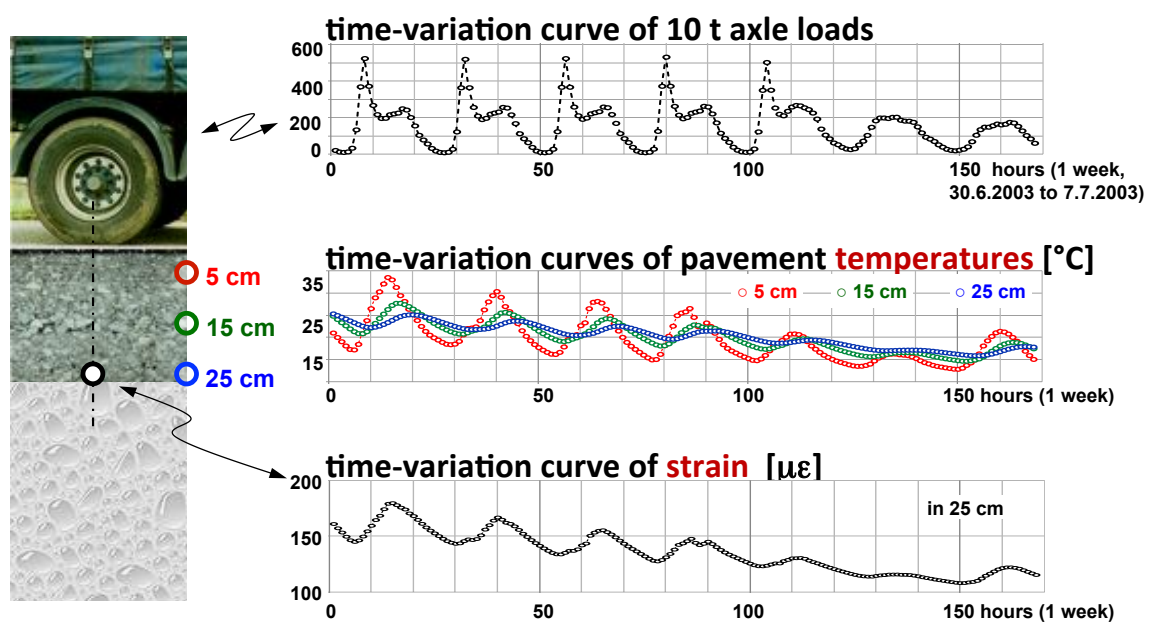 time-variation curve of 10 t axle loads
600
400
200
0
0 50 100 150 hours (1 week,
30.6.2003 to 7.7.2003)
time-variation curves of pavement temperatures [°C]
35
25
15
5 cm 15 cm 25 cm
0 50 100 150 hours (1 week)
5 cm
15 cm
25 cm
time-variation curve of strain [με]
200
150
100
in 25 cm
0 50 100 150 hours (1 week)